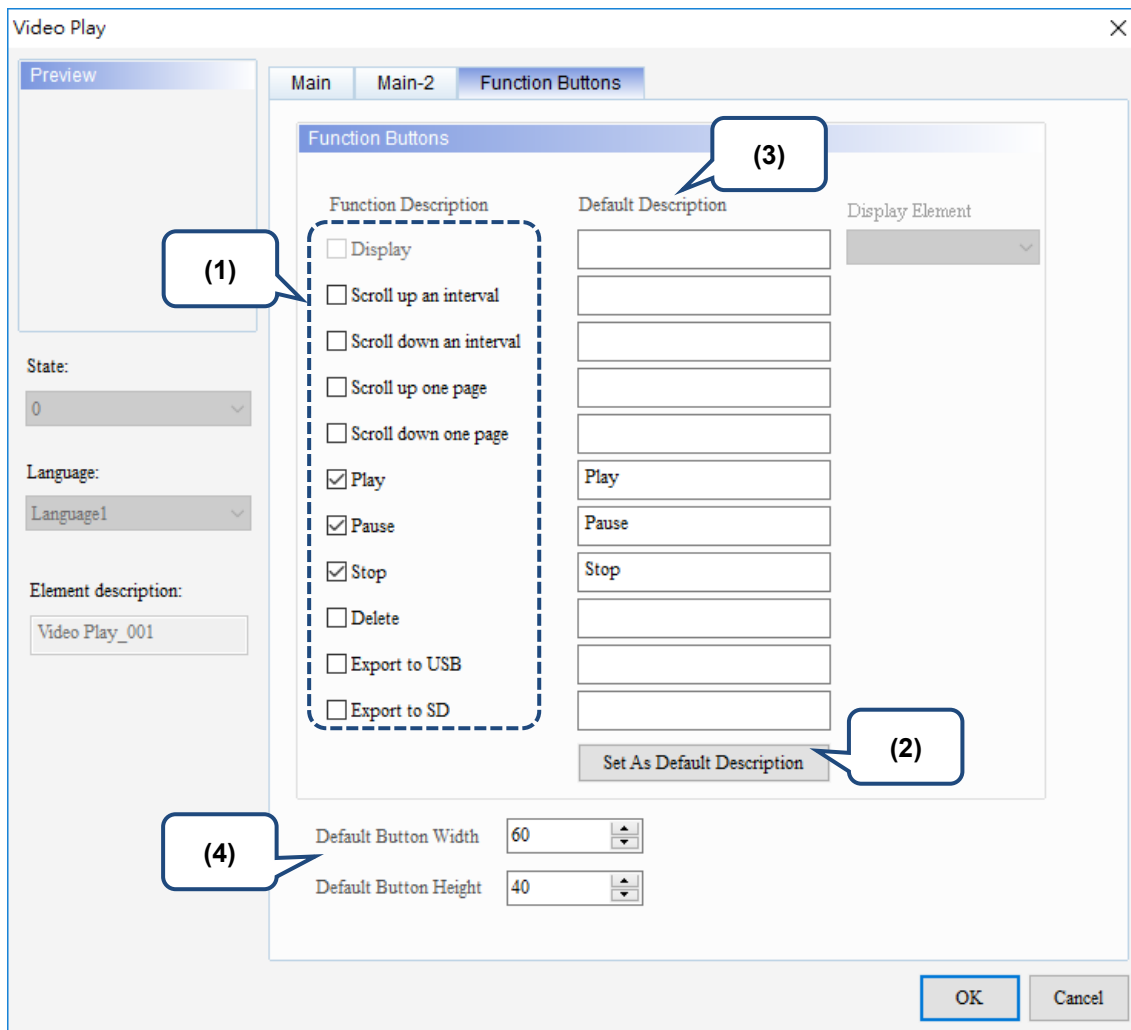 Video Play
Preview
Main Main-2 Function Buttons
Function Buttons
(3)
Function Description Default Description Display Element
(1)
Display
Scroll up an interval
Scroll down an interval
State:
Scroll up one page
0
Scroll down one page
Language:
Play Play
Language1
Pause Pause
Stop Stop
Element description:
Delete
Video Play_001
Export to USB
Export to SD
(2)
Set As Default Description
Default Button Width 60
(4)
Default Button Height 40
OK Cancel